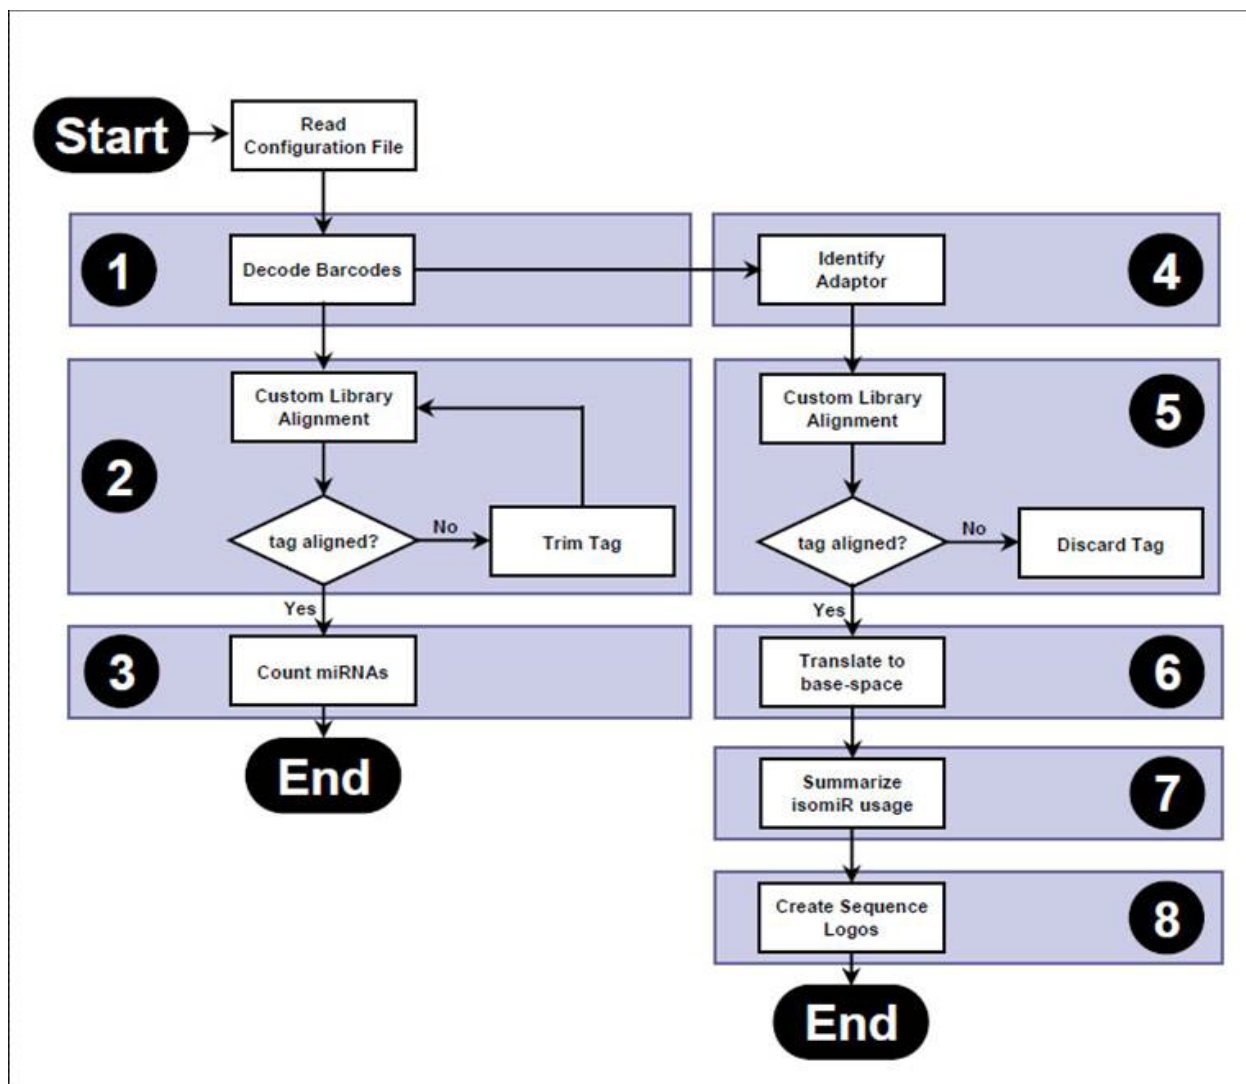 Start
Read
Configuration File
1
Decode Barcodes
Identify
Adaptor
4
Custom Library
Alignment
2
tag aligned?
No
Trim Tag
Yes
Custom Library
Alignment
5
tag aligned?
No
Discard Tag
Yes
3
Count miRNAs
End
Translate to
base-space
6
Summarize
isomiR usage
7
Create Sequence
Logos
8
End